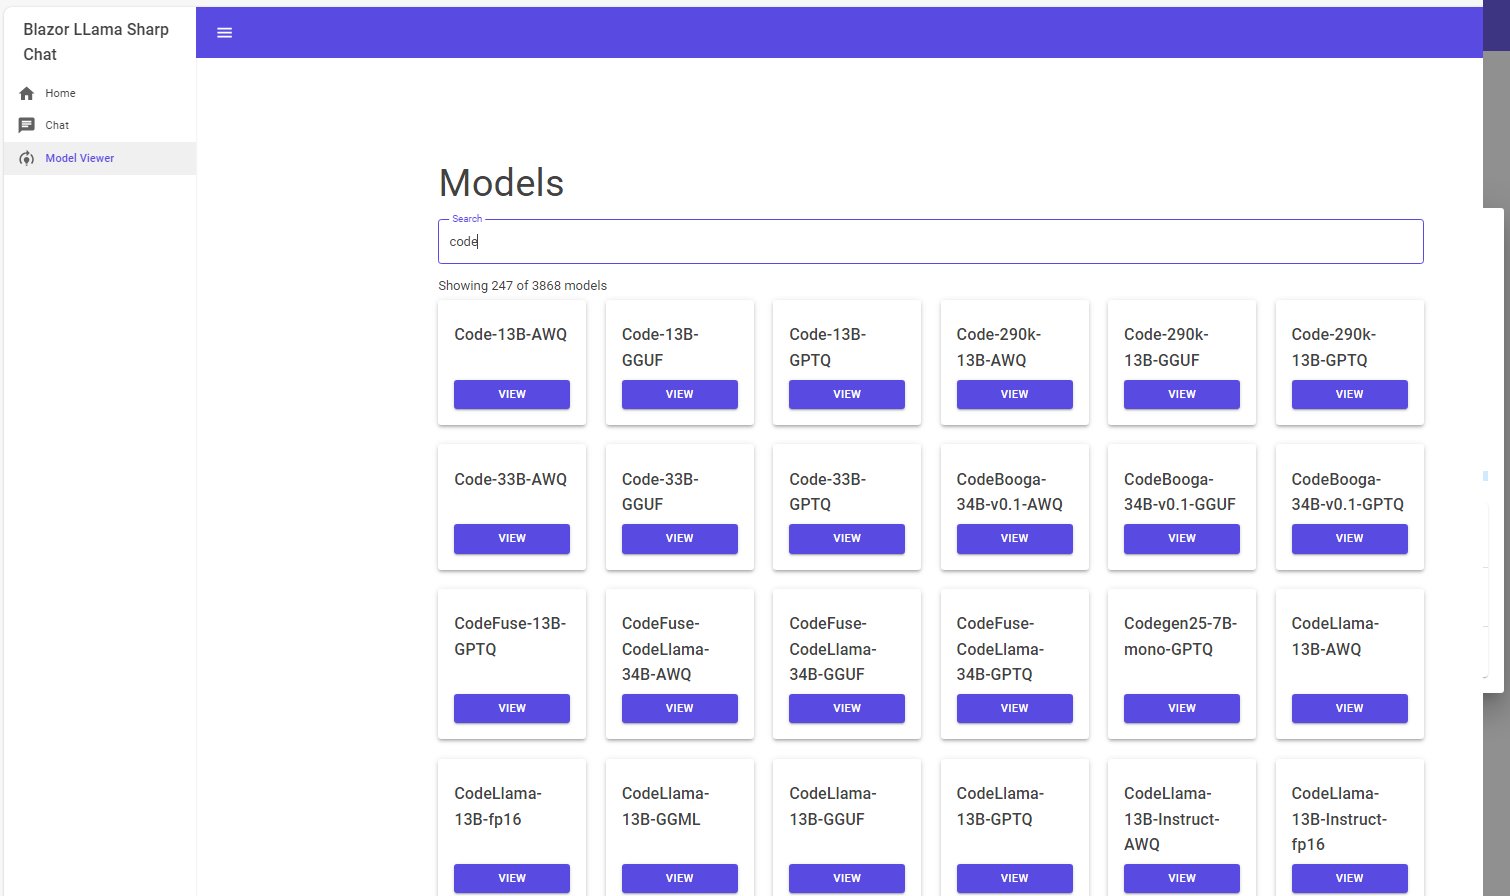 Blazor LLama Sharp
Chat
Home
Chat
Model Viewer
Models
Search
code
Showing 247 of 3868 models
Code-13B-AWQ
VIEW
Code-13B-
GGUF
VIEW
Code-13B-
GPTQ
VIEW
Code-290k-
13B-AWQ
VIEW
Code-290k-
13B-GGUF
VIEW
Code-290k-
13B-GPTQ
VIEW
Code-33B-AWQ
VIEW
Code-33B-
GGUF
VIEW
Code-33B-
GPTQ
VIEW
CodeBooga-
34B-v0.1-AWQ
VIEW
CodeBooga-
34B-v0.1-GGUF
VIEW
CodeBooga-
34B-v0.1-GPTQ
VIEW
CodeFuse-13B-
GPTQ
VIEW
CodeFuse-
CodeLlama-
34B-AWQ
VIEW
CodeFuse-
CodeLlama-
34B-GGUF
VIEW
CodeFuse-
CodeLlama-
34B-GPTQ
VIEW
Codegen25-7B-
mono-GPTQ
VIEW
CodeLlama-
13B-AWQ
VIEW
CodeLlama-
13B-fp16
VIEW
CodeLlama-
13B-GGML
VIEW
CodeLlama-
13B-GGUF
VIEW
CodeLlama-
13B-GPTQ
VIEW
CodeLlama-
13B-Instruct-
AWQ
VIEW
CodeLlama-
13B-Instruct-
fp16
VIEW